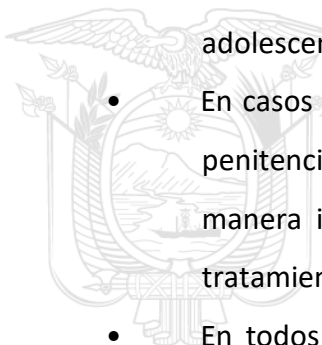 adolescen
• En casos
penitenci
manera i
tratamien
• En todos